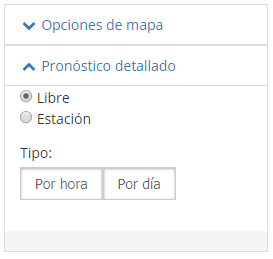 Opciones de mapa
Pronóstico detallado
Libre
Estación
Tipo:
Por hora Por día